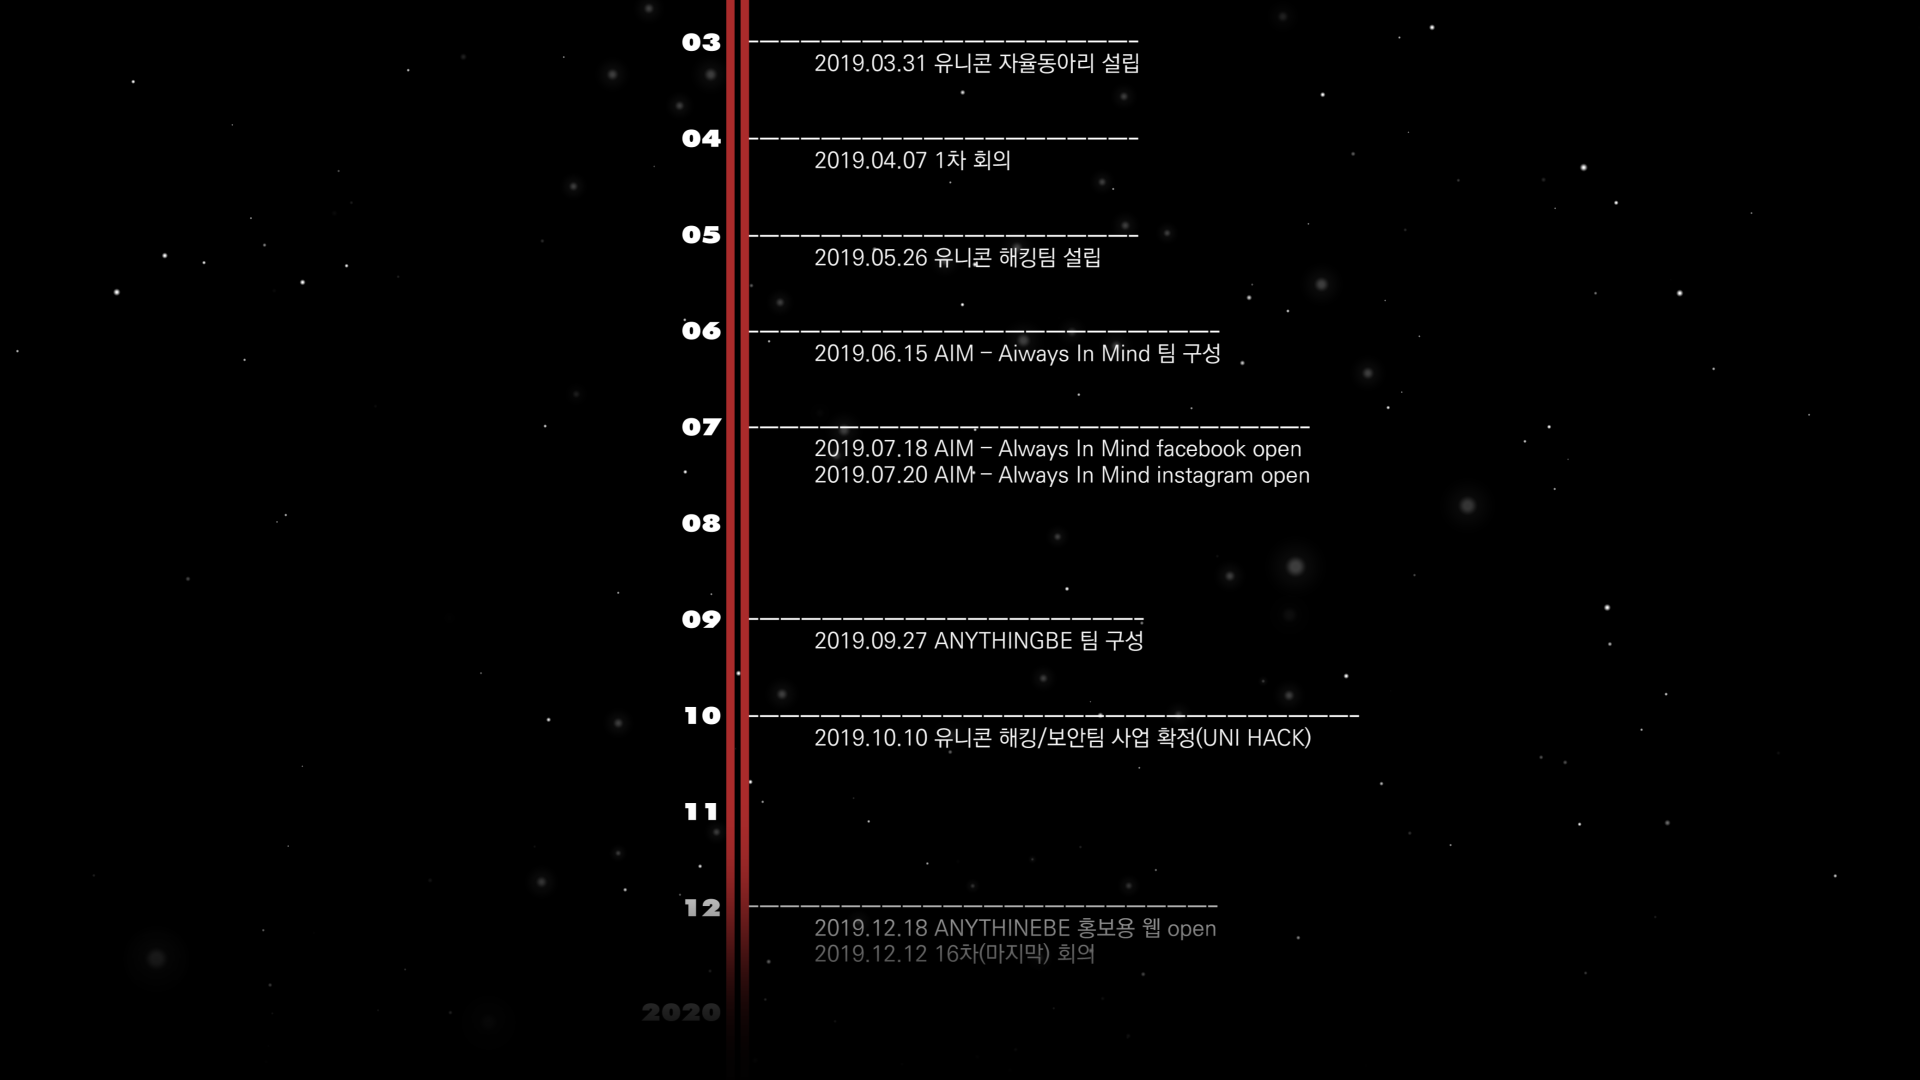 03
2019.03.31 유니콘 자율동아리 설립
04
2019.04.07 1차 회의
05
2019.05.26 유니콘 해킹팀 설립
06
2019.06.15 AIM - Aiways In Mind 팀 구성
07
2019.07.18 AIM - Always In Mind facebook open
2019.07.20 AIM - Always In Mind instagram open
08
09
2019.09.27 ANYTHINGBE 팀 구성
10
2019.10.10 유니콘 해킹/보안팀 사업 확정(UNI HACK)
11
12
2019.12.18 ANYTHINEBE 홍보용 웹 open
2019.12.12 16차(마지막) 회의
2020